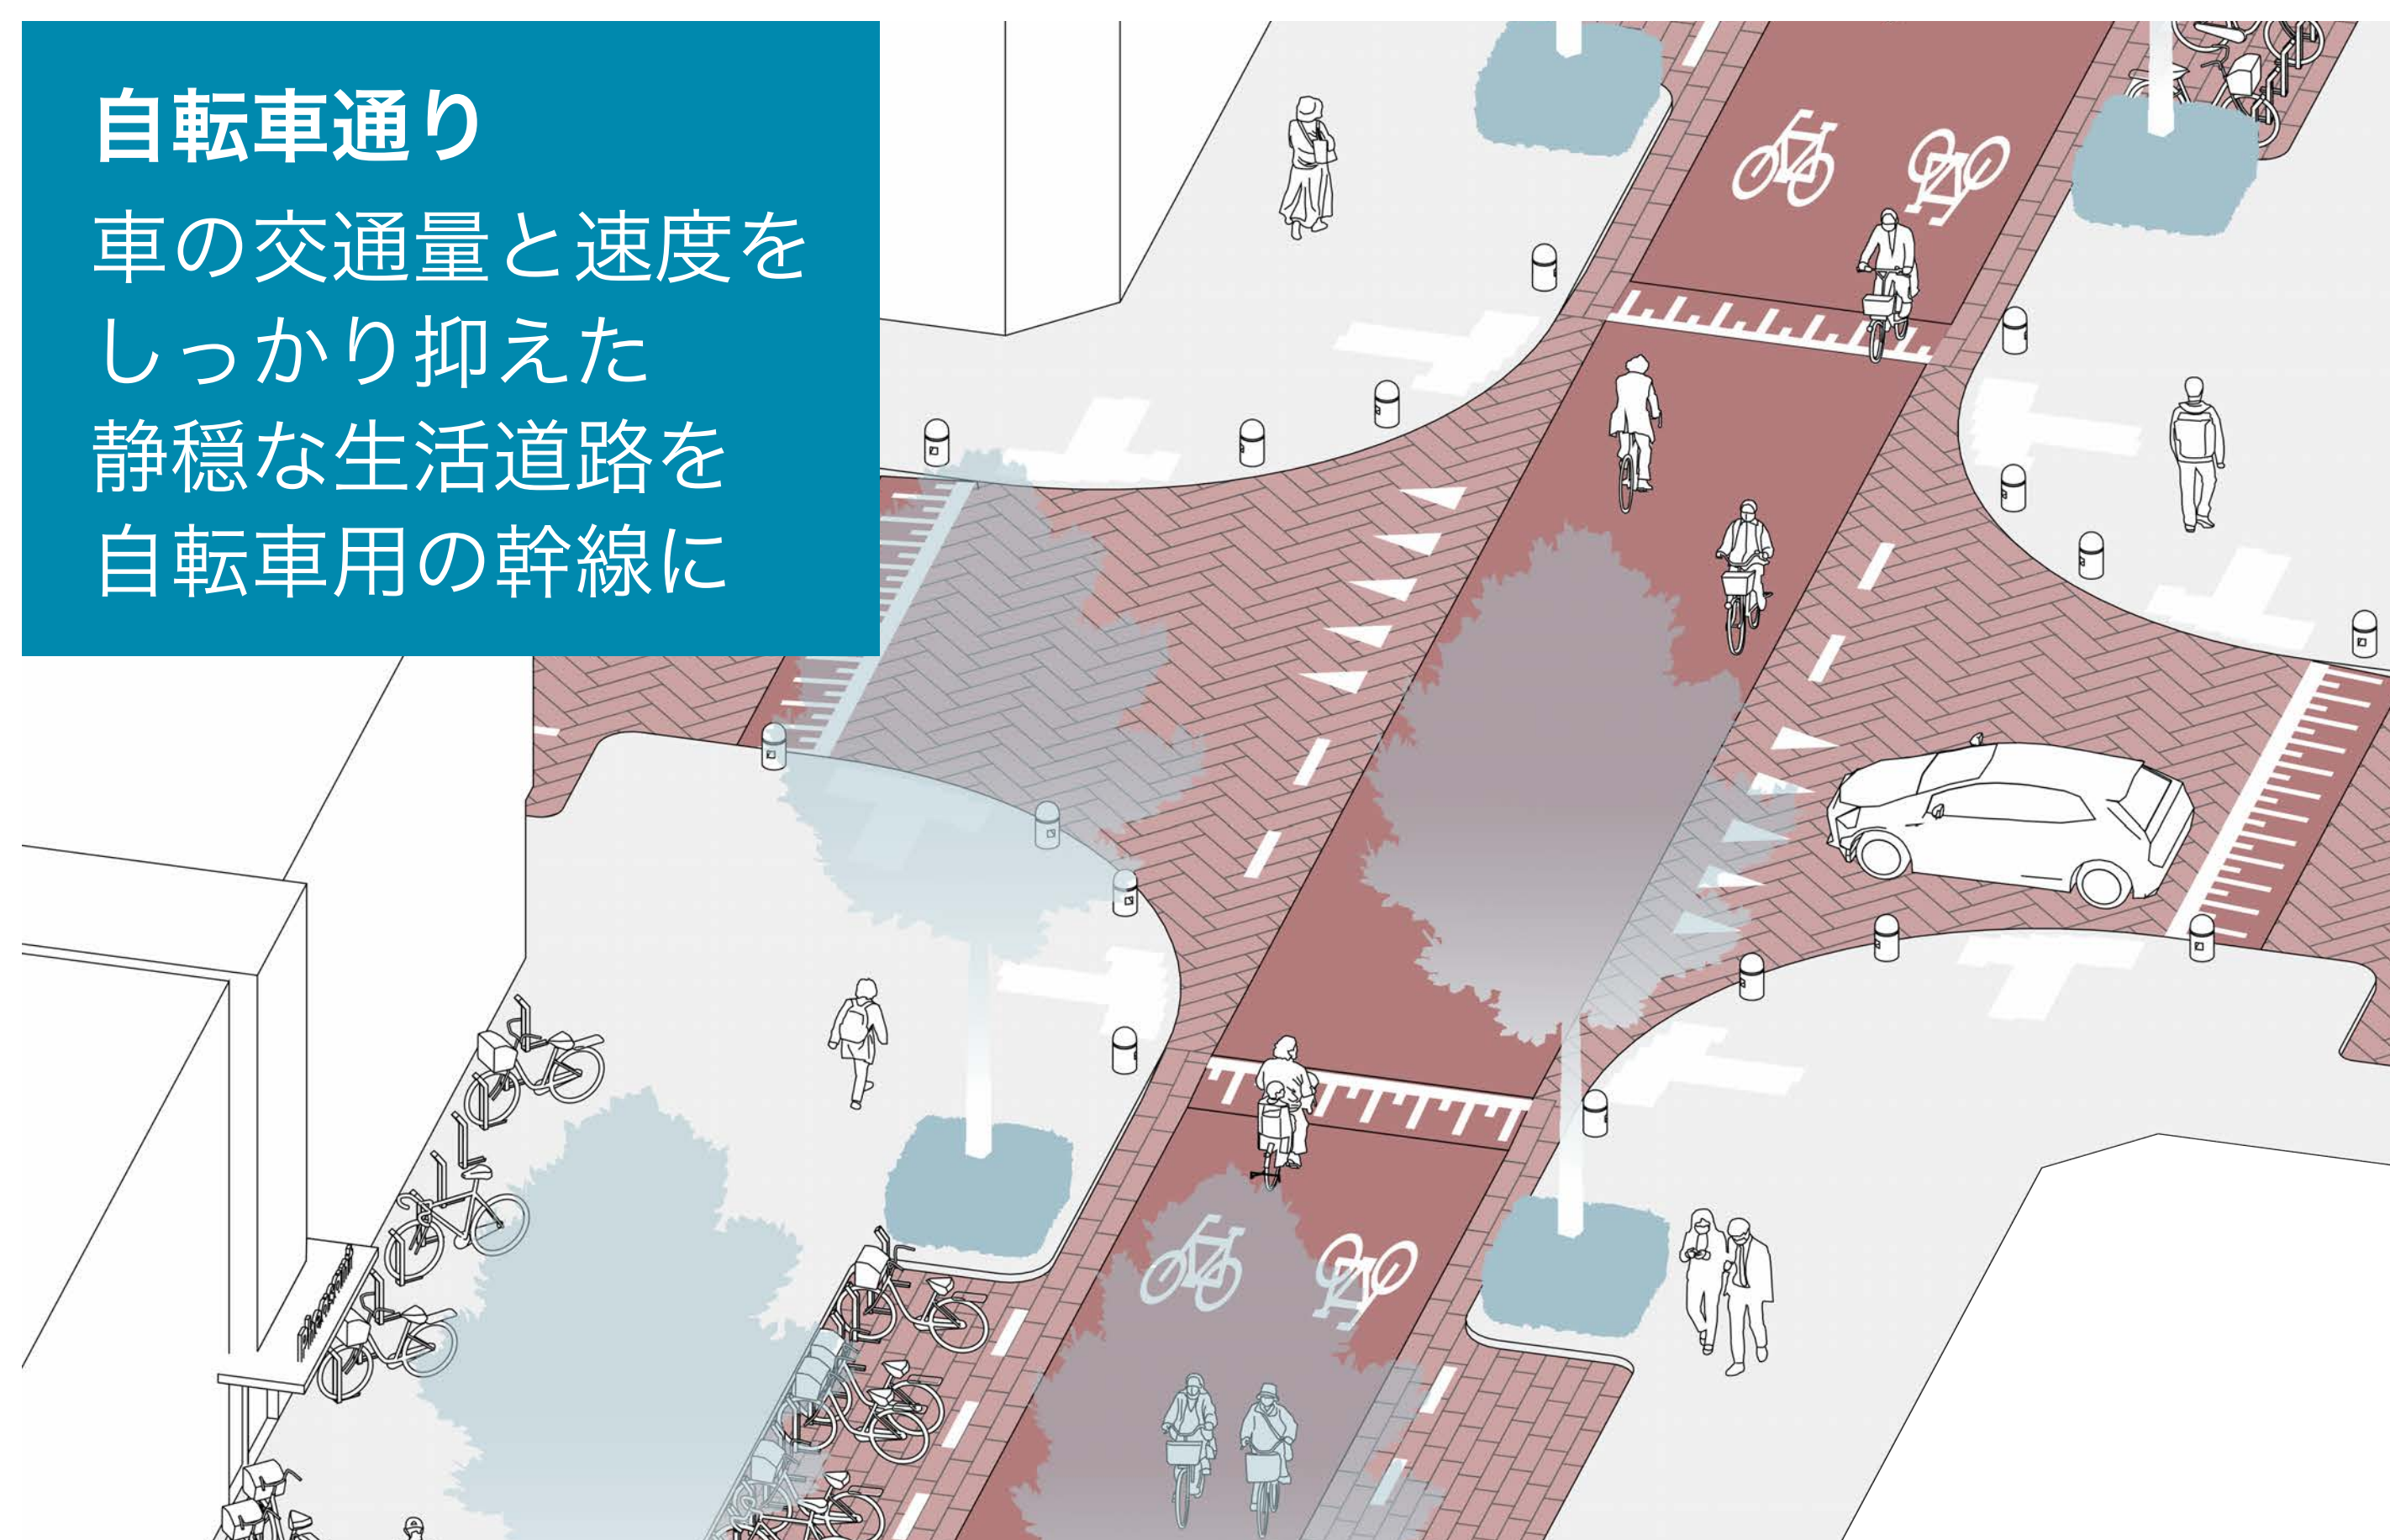 自転車通り
車の交通量と速度を
しっかり抑えた
静穏な生活道路を
自転車用の幹線に